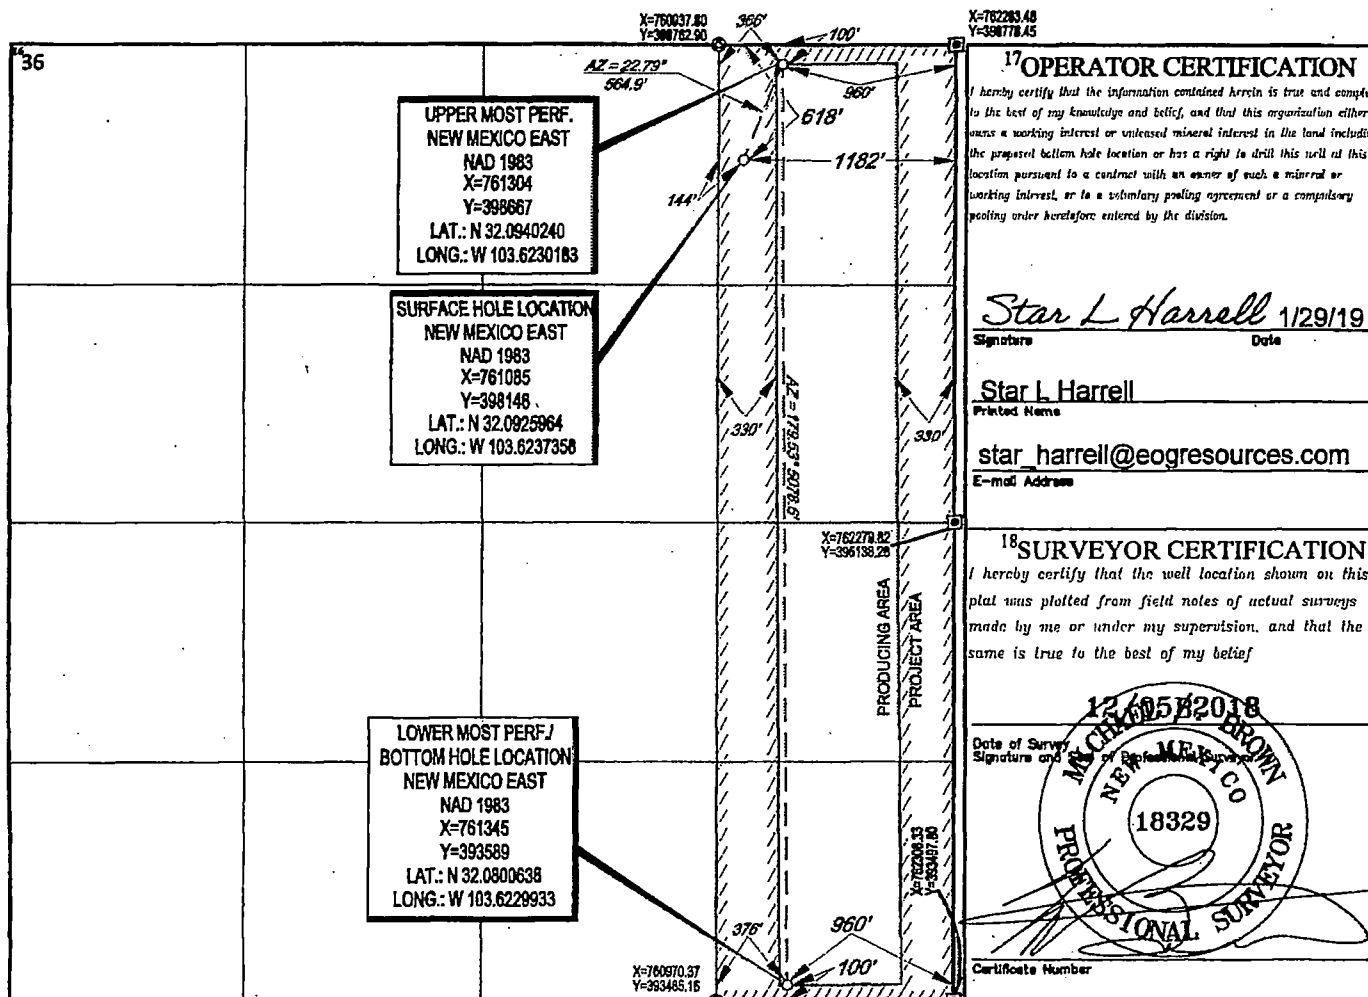 16
36
X=760937.80
Y=398762.90
366'
100'
X=762283.48
Y=398778.45
AZ = 22.79°
564.9'
960'
618'
1182'
144'
UPPER MOST PERF.
NEW MEXICO EAST
NAD 1983
X=761304
Y=398667
LAT.: N 32.0940240
LONG.: W 103.6230183
SURFACE HOLE LOCATION
NEW MEXICO EAST
NAD 1983
X=761085
Y=398146
LAT.: N 32.0925964
LONG.: W 103.6237358
330'
AZ = 179.53° 5078.6'
330'
X=762279.82
Y=396138.26
PRODUCING AREA
PROJECT AREA
LOWER MOST PERF./
BOTTOM HOLE LOCATION
NEW MEXICO EAST
NAD 1983
X=761345
Y=393589
LAT.: N 32.0800638
LONG.: W 103.6229933
X=762308.33
Y=393497.80
376'
960'
100'
X=760970.37
Y=393485.16
17OPERATOR CERTIFICATION
I hereby certify that the information contained herein is true and comple
to the best of my knowledge and belief, and that this organization either
owns a working interest or unleased mineral interest in the land includi
the proposed bottom hole location or has a right to drill this well at this
location pursuant to a contract with an owner of such a mineral or
working interest, or to a voluntary pooling agreement or a compulsory
pooling order heretofore entered by the division.
Star L Harrell 1/29/19
Signature Date
Star L Harrell
Printed Name
star_harrell@eogresources.com
E-mail Address
18SURVEYOR CERTIFICATION
I hereby certify that the well location shown on this
plat was plotted from field notes of actual surveys
made by me or under my supervision, and that the
same is true to the best of my belief
12/05/2018
Date of Survey
Signature and of Professional Surveyor
MICHAEL BROWN
NEW MEXICO
18329
PROFESSIONAL SURVEYOR
Certificate Number